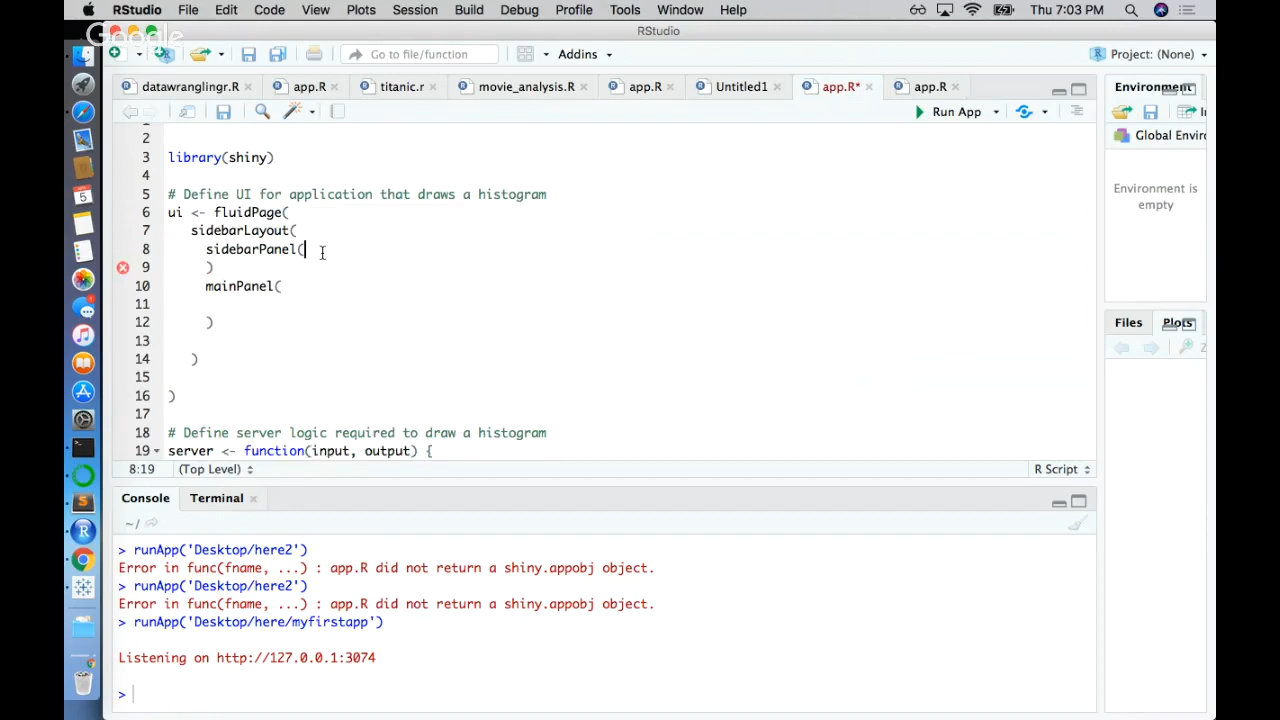 RStudio File Edit Code View Plots Session Build Debug Profile Tools Window Help Thu 7:03 PM
Google
RStudio
Go to file/function Addins Project: (None)
datawranglingr.R app.R titanic.r movie_analysis.R app.R Untitled1 app.R* app.R
Run App
1
2
3 library(shiny)
4
5 # Define UI for application that draws a histogram
6 ui <- fluidPage(
7 sidebarLayout(
8 sidebarPanel(
9 )
10 mainPanel(
11
12 )
13
14 )
15
16 )
17
18 # Define server logic required to draw a histogram
19 server <- function(input, output) {
8:19 (Top Level) R Script
Console Terminal
~/
> runApp('Desktop/here2')
Error in func(fname, ...) : app.R did not return a shiny.appobj object.
> runApp('Desktop/here2')
Error in func(fname, ...) : app.R did not return a shiny.appobj object.
> runApp('Desktop/here/myfirstapp')
Listening on http://127.0.0.1:3074
>
Environment
Global Enviro
Environment is
empty
Files Plots
5